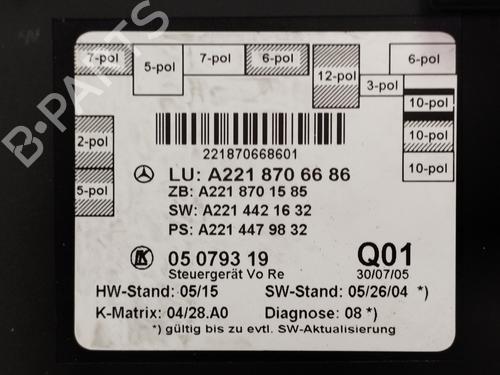 7-pol
5-pol
7-pol
6-pol
12-pol
3-pol
6-pol
10-pol
10-pol
10-pol
2-pol
5-pol
221870668601
LU: A221 870 66 86
ZB: A221 870 15 85
SW: A221 442 16 32
PS: A221 447 98 32
05 0793 19
Steuergerät Vo Re
Q01
30/07/05
HW-Stand: 05/15 SW-Stand: 05/26/04 *)
K-Matrix: 04/28.A0 Diagnose: 08 *)
*) gültig bis zu evtl. SW-Aktualisierung
B-PARTS